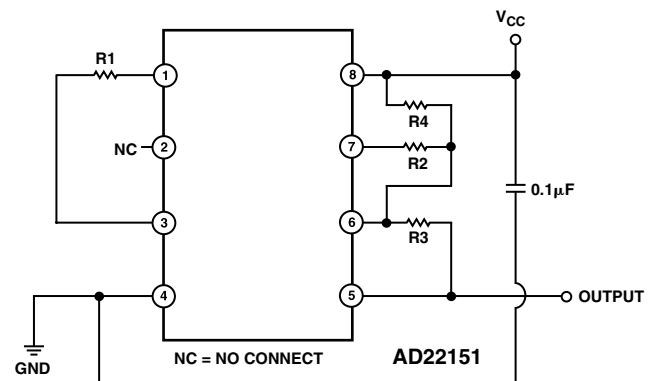 V_CC
R1
1
8
R4
NC
2
7
R2
0.1μF
3
6
R3
4
5
OUTPUT
GND
NC = NO CONNECT
AD22151